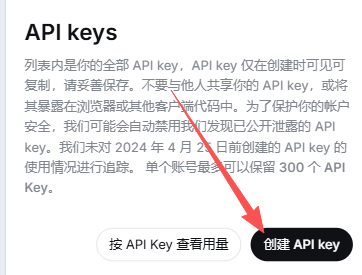 API keys
列表内是你的全部 API key，API key 仅在创建时可见可
复制，请妥善保存。不要与他人共享你的 API key，或将
其暴露在浏览器或其他客户端代码中。为了保护你的帐户
安全，我们可能会自动禁用我们发现已公开泄露的 API
key。我们未对 2024 年 4 月 25 日前创建的 API key 的
使用情况进行追踪。 单个账号最多可以保留 300 个 API
Key。
按 API Key 查看用量
创建 API key